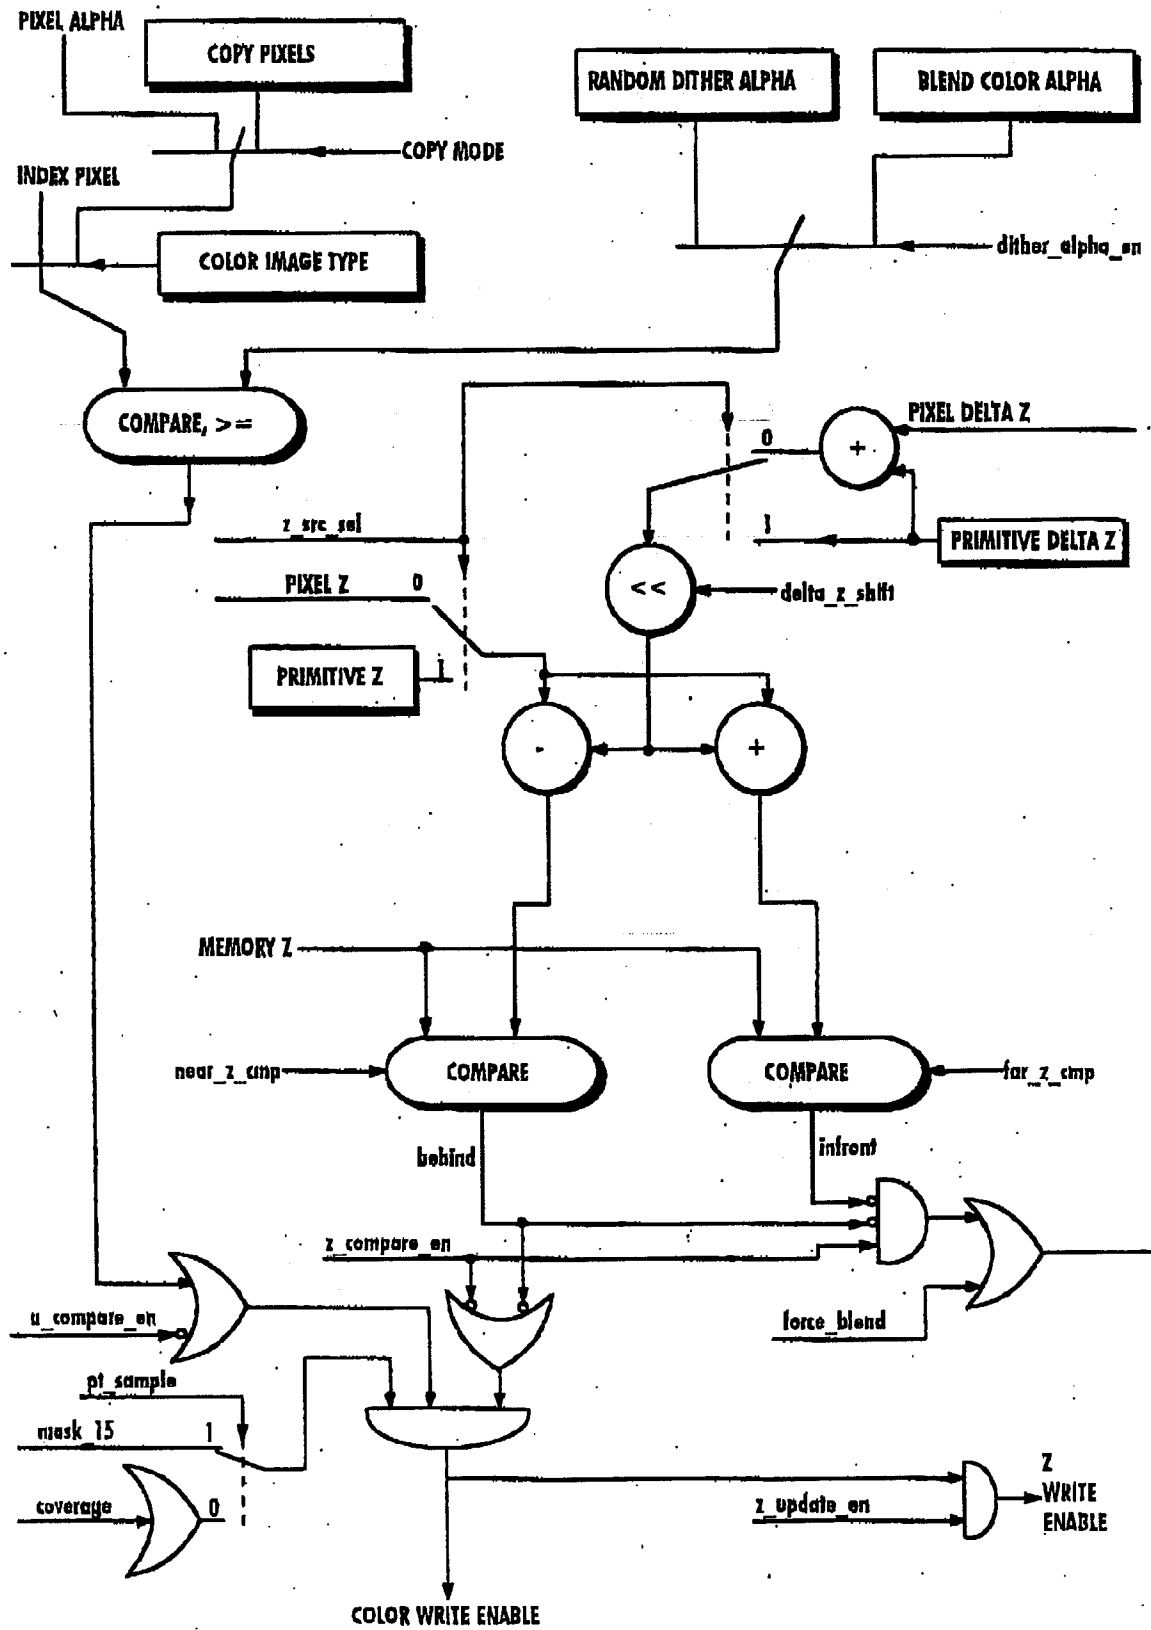 PIXEL ALPHA
COPY PIXELS
RANDOM DITHER ALPHA
BLEND COLOR ALPHA
COPY MODE
INDEX PIXEL
COLOR IMAGE TYPE
dither_alpha_en
COMPARE, >=
PIXEL DELTA Z
0
+
z_src_sel
1
PRIMITIVE DELTA Z
PIXEL Z 0
<<
delta_z_shift
PRIMITIVE Z
1
-
+
MEMORY Z
near_z_cmp
COMPARE
COMPARE
far_z_cmp
behind
infront
z_compare_en
a_compare_en
force_blend
pt_sample
mask_15
1
coverage
0
z_update_en
Z
WRITE
ENABLE
COLOR WRITE ENABLE